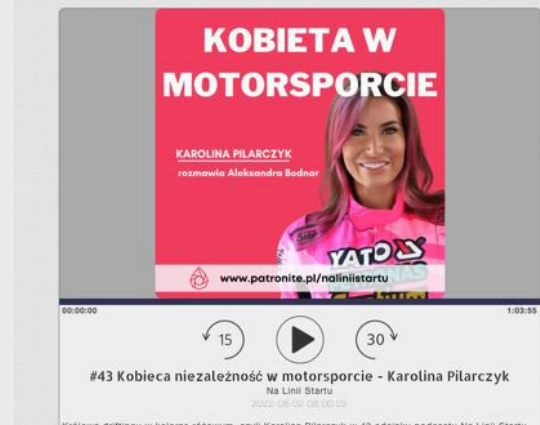 KOBIETA W
MOTORSPORCIE
KAROLINA PILARCZYK
rozmawia Aleksandra Bodnar
YATO
PETRONAS
www.patronite.pl/naliniistartu
00:00:00
1:03:55
15
30
#43 Kobieca niezależność w motorsporcie - Karolina Pilarczyk
Na Linii Startu
2022-08-02 08:00:02